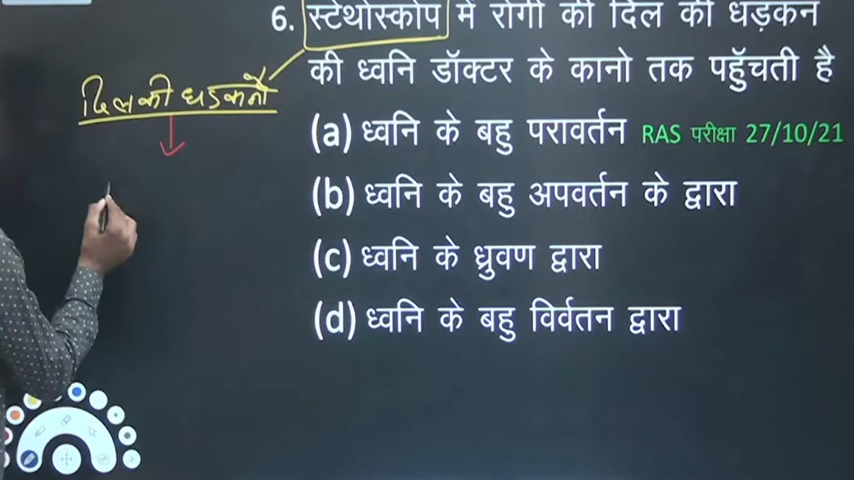 6. स्टेथोस्कोप में रोगी की दिल की धड़कन
की ध्वनि डॉक्टर के कानो तक पहुॅचती है
दिल की धड़कनों
(a) ध्वनि के बहु परावर्तन RAS परीक्षा 27/10/21
(b) ध्वनि के बहु अपवर्तन के द्वारा
(c) ध्वनि के ध्रुवण द्वारा
(d) ध्वनि के बहु विर्वतन द्वारा